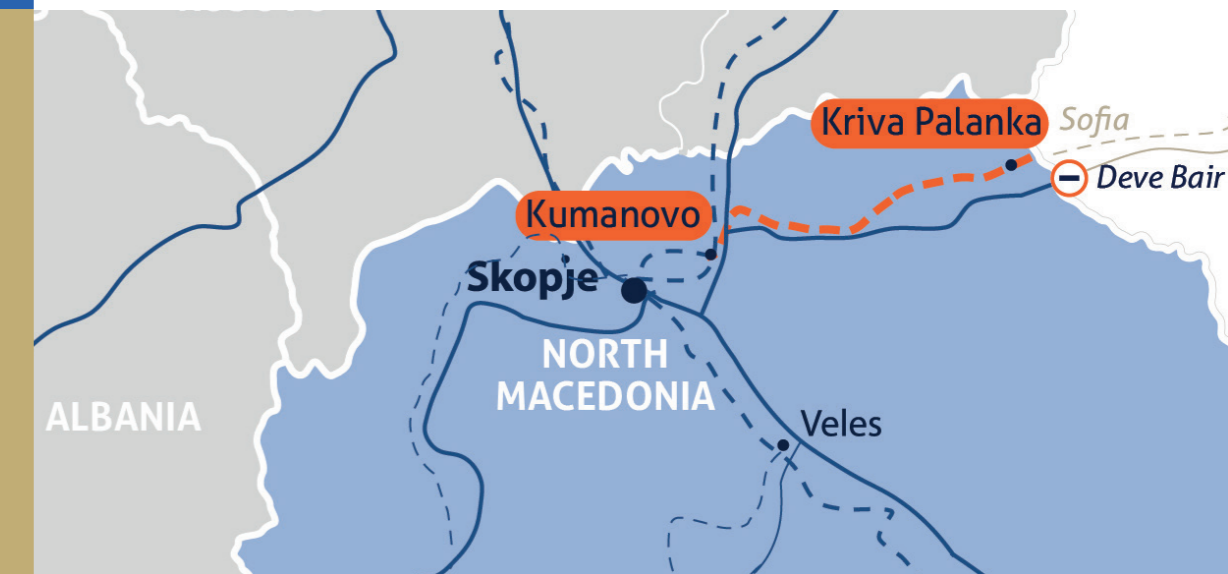 Kriva Palanka
Sofia
Deve Bair
Kumanovo
Skopje
NORTH
MACEDONIA
ALBANIA
Veles